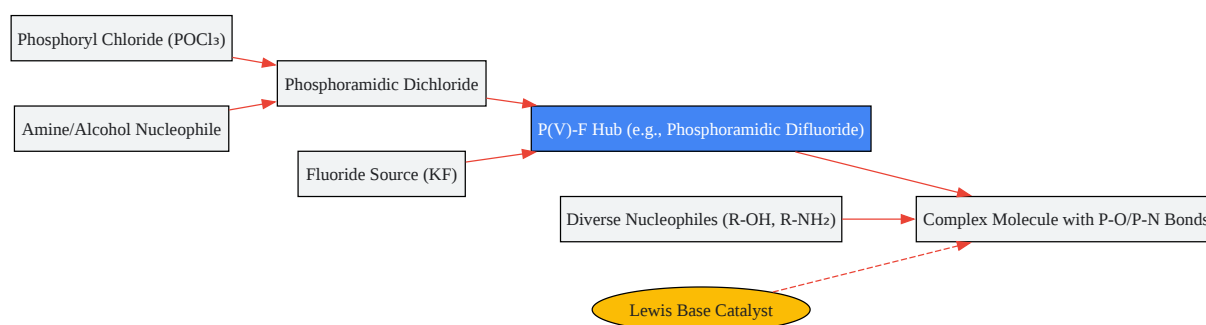 Phosphoryl Chloride (POCl₃)
Amine/Alcohol Nucleophile
Phosphoramidic Dichloride
Fluoride Source (KF)
P(V)-F Hub (e.g., Phosphoramidic Difluoride)
Diverse Nucleophiles (R-OH, R-NH₂)
Complex Molecule with P-O/P-N Bonds
Lewis Base Catalyst